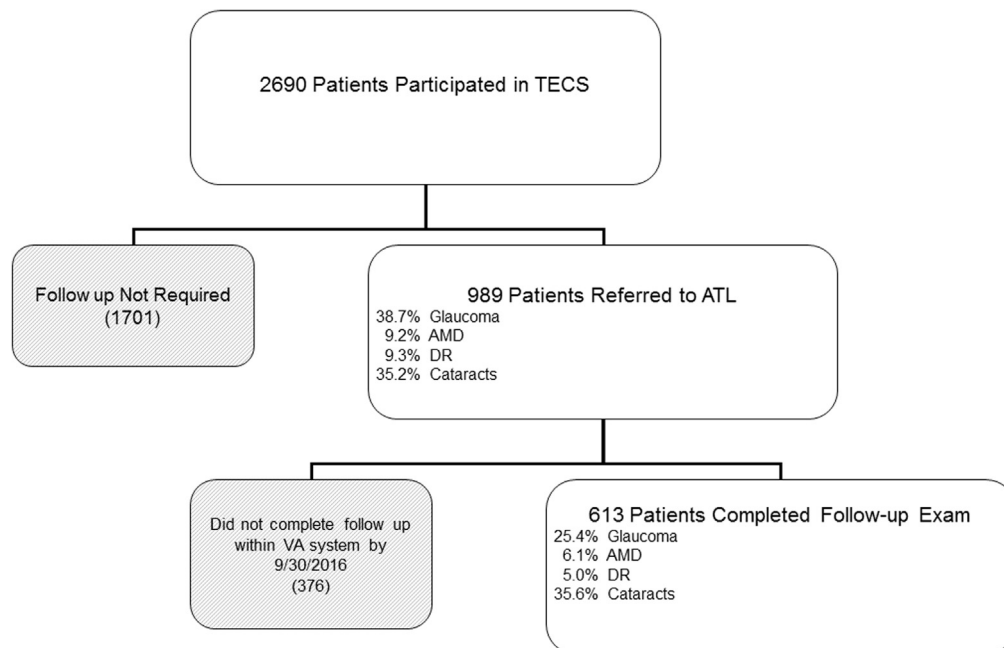 2690 Patients Participated in TECS
Follow up Not Required
(1701)
989 Patients Referred to ATL
38.7% Glaucoma
9.2% AMD
9.3% DR
35.2% Cataracts
Did not complete follow up
within VA system by
9/30/2016
(376)
613 Patients Completed Follow-up Exam
25.4% Glaucoma
6.1% AMD
5.0% DR
35.6% Cataracts